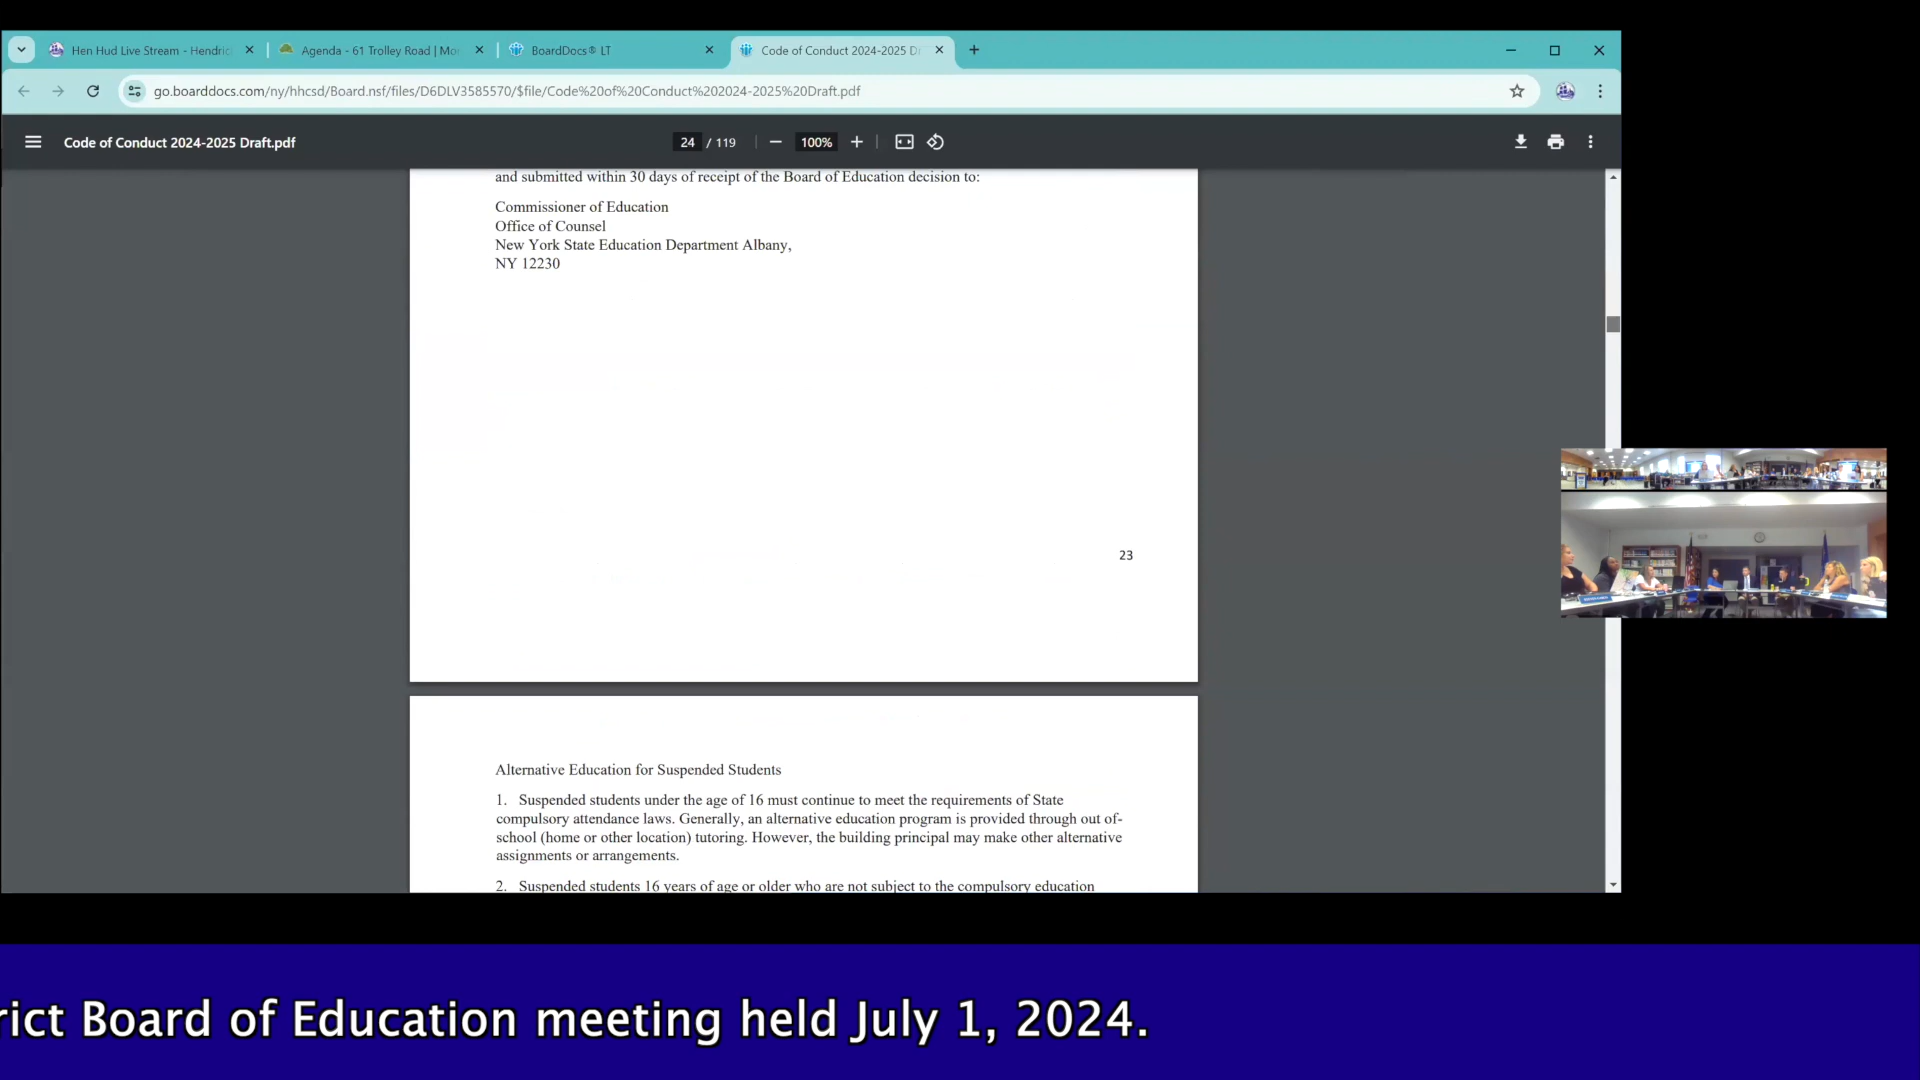 Hen Hud Live Stream - Hendric
Agenda - 61 Trolley Road | Mo
BoardDocs® LT
Code of Conduct 2024-2025 Dr
go.boarddocs.com/ny/hhcsd/Board.nsf/files/D6DLV3585570/$file/Code%20of%20Conduct%202024-2025%20Draft.pdf
Code of Conduct 2024-2025 Draft.pdf
24 / 119
100%
and submitted within 30 days of receipt of the Board of Education decision to:
Commissioner of Education
Office of Counsel
New York State Education Department Albany,
NY 12230
23
Alternative Education for Suspended Students
1. Suspended students under the age of 16 must continue to meet the requirements of State
compulsory attendance laws. Generally, an alternative education program is provided through out of-
school (home or other location) tutoring. However, the building principal may make other alternative
assignments or arrangements.
2. Suspended students 16 years of age or older who are not subject to the compulsory education
rict Board of Education meeting held July 1, 2024.